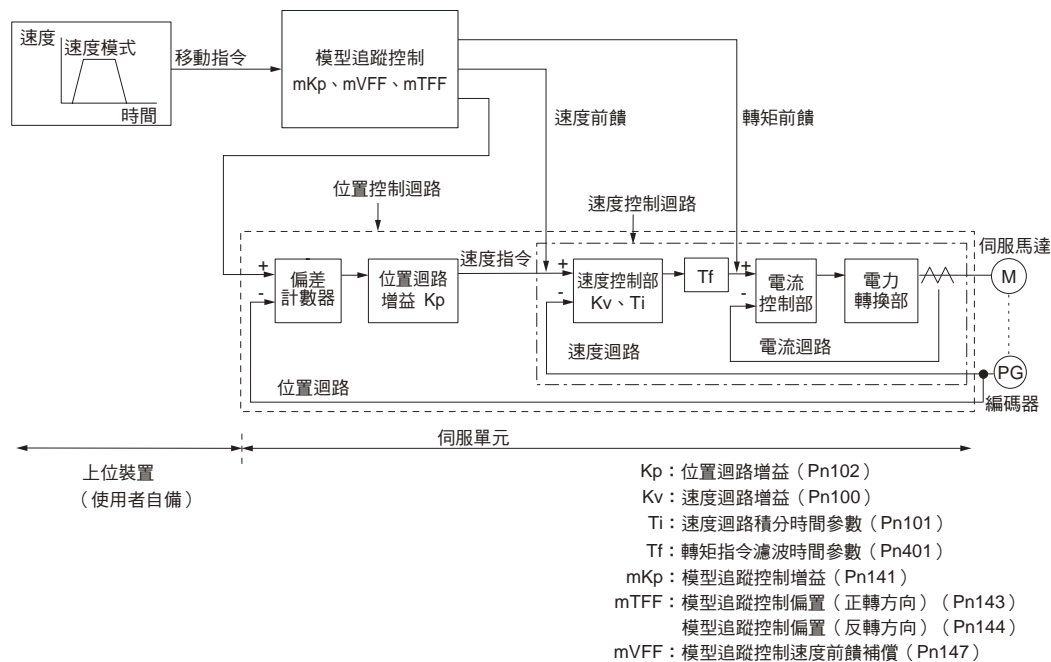 速度
速度模式
時間
移動指令
模型追蹤控制
mKp、mVFF、mTFF
速度前饋
轉矩前饋
位置控制迴路
速度控制迴路
伺服馬達
+
-
-
偏差
計數器
位置迴路
增益 Kp
速度指令
+
-
速度控制部
Kv、Ti
Tf
+
-
電流
控制部
電力
轉換部
M
速度迴路
電流迴路
PG
位置迴路
編碼器
伺服單元
上位裝置
（使用者自備）
Kp：位置迴路增益（Pn102）
Kv：速度迴路增益（Pn100）
Ti：速度迴路積分時間參數（Pn101）
Tf：轉矩指令濾波時間參數（Pn401）
mKp：模型追蹤控制增益（Pn141）
mTFF：模型追蹤控制偏置（正轉方向）（Pn143）
模型追蹤控制偏置（反轉方向）（Pn144）
mVFF：模型追蹤控制速度前饋補償（Pn147）